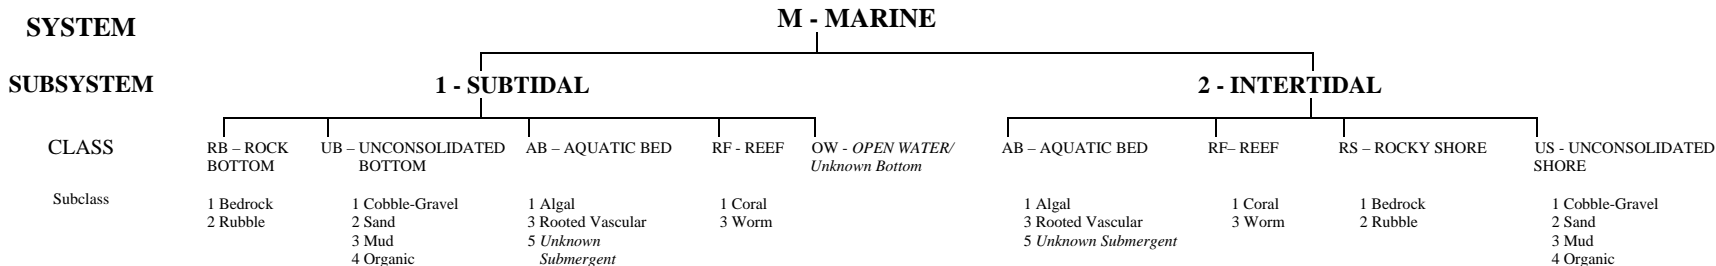 SYSTEM
M - MARINE
SUBSYSTEM
1 - SUBTIDAL
2 - INTERTIDAL
CLASS
RB – ROCK
BOTTOM
UB – UNCONSOLIDATED
BOTTOM
AB – AQUATIC BED
RF - REEF
OW - OPEN WATER/
Unknown Bottom
AB – AQUATIC BED
RF– REEF
RS – ROCKY SHORE
US - UNCONSOLIDATED
SHORE
Subclass
1 Bedrock
2 Rubble
1 Cobble-Gravel
2 Sand
3 Mud
4 Organic
1 Algal
3 Rooted Vascular
5 Unknown
Submergent
1 Coral
3 Worm
1 Algal
3 Rooted Vascular
5 Unknown Submergent
1 Coral
3 Worm
1 Bedrock
2 Rubble
1 Cobble-Gravel
2 Sand
3 Mud
4 Organic